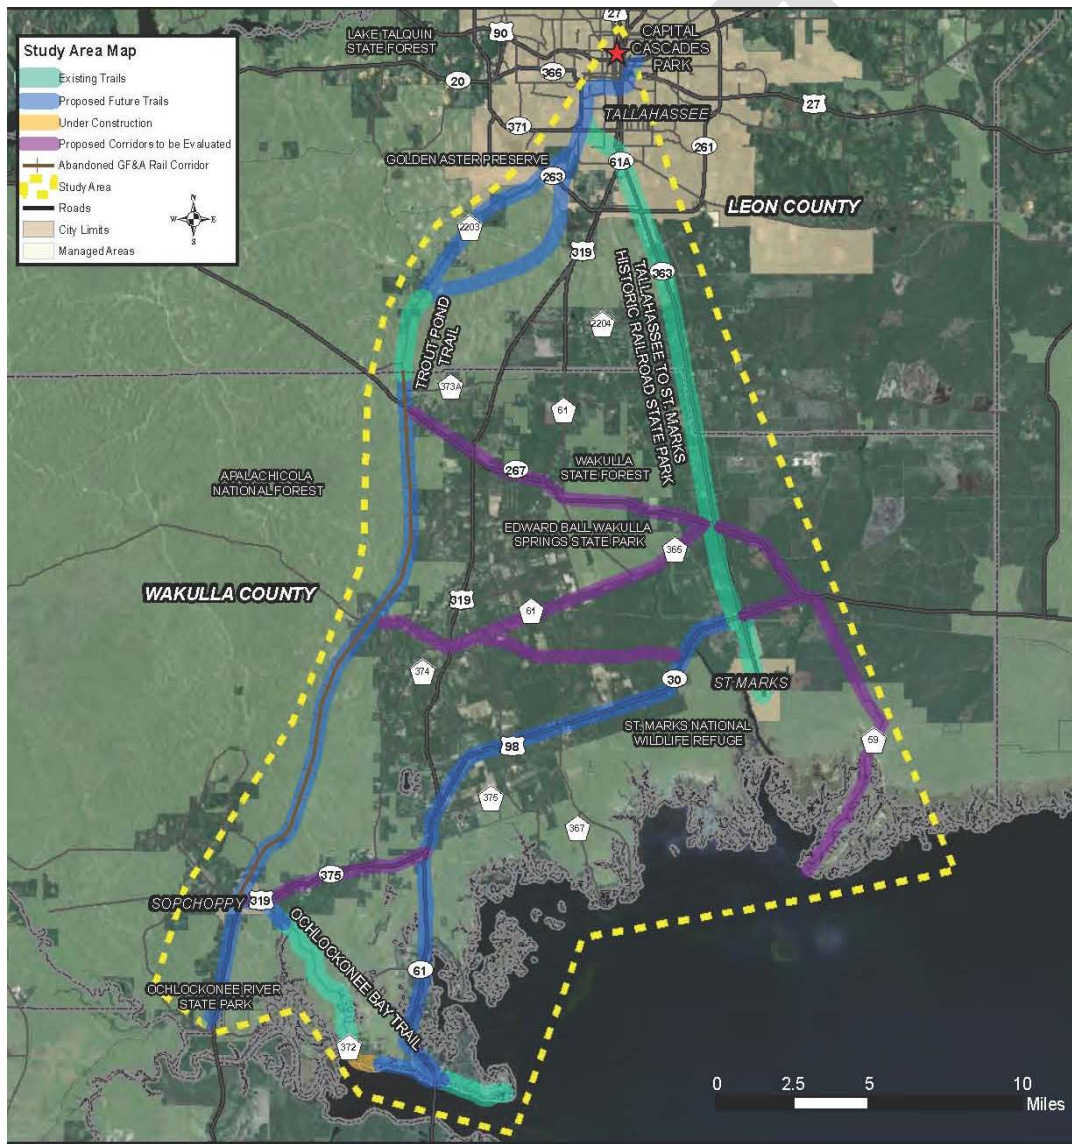 27
CAPITAL
CASCADES
PARK
LAKE TALQUIN
STATE FOREST
90
Study Area Map
Existing Trails
Proposed Future Trails
Under Construction
Proposed Corridors to be Evaluated
Abandoned GF&A Rail Corridor
Study Area
Roads
City Limits
Managed Areas
N
W
E
S
20
366
27
TALLAHASSEE
371
261
GOLDEN ASTER PRESERVE
61A
263
LEON COUNTY
2203
319
363
TALLAHASSEE TO ST. MARKS
HISTORIC RAILROAD STATE PARK
TROUT POND
TRAIL
2204
373A
61
267
WAKULLA
STATE FOREST
APALACHICOLA
NATIONAL FOREST
EDWARD BALL WAKULLA
SPRINGS STATE PARK
365
WAKULLA COUNTY
319
61
374
30
ST MARKS
ST. MARKS NATIONAL
WILDLIFE REFUGE
98
59
375
367
375
SOPCHOPPY
319
OCHLOCKONEE BAY TRAIL
61
OCHLOCKONEE RIVER
STATE PARK
372
0 2.5 5 10
Miles